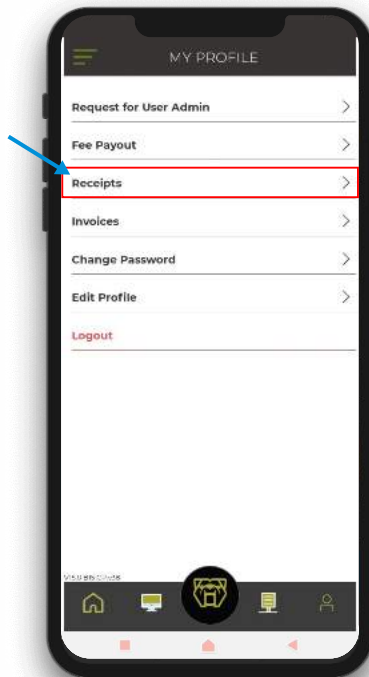 MY PROFILE
Request for User Admin
Fee Payout
Receipts
Invoices
Change Password
Edit Profile
Logout